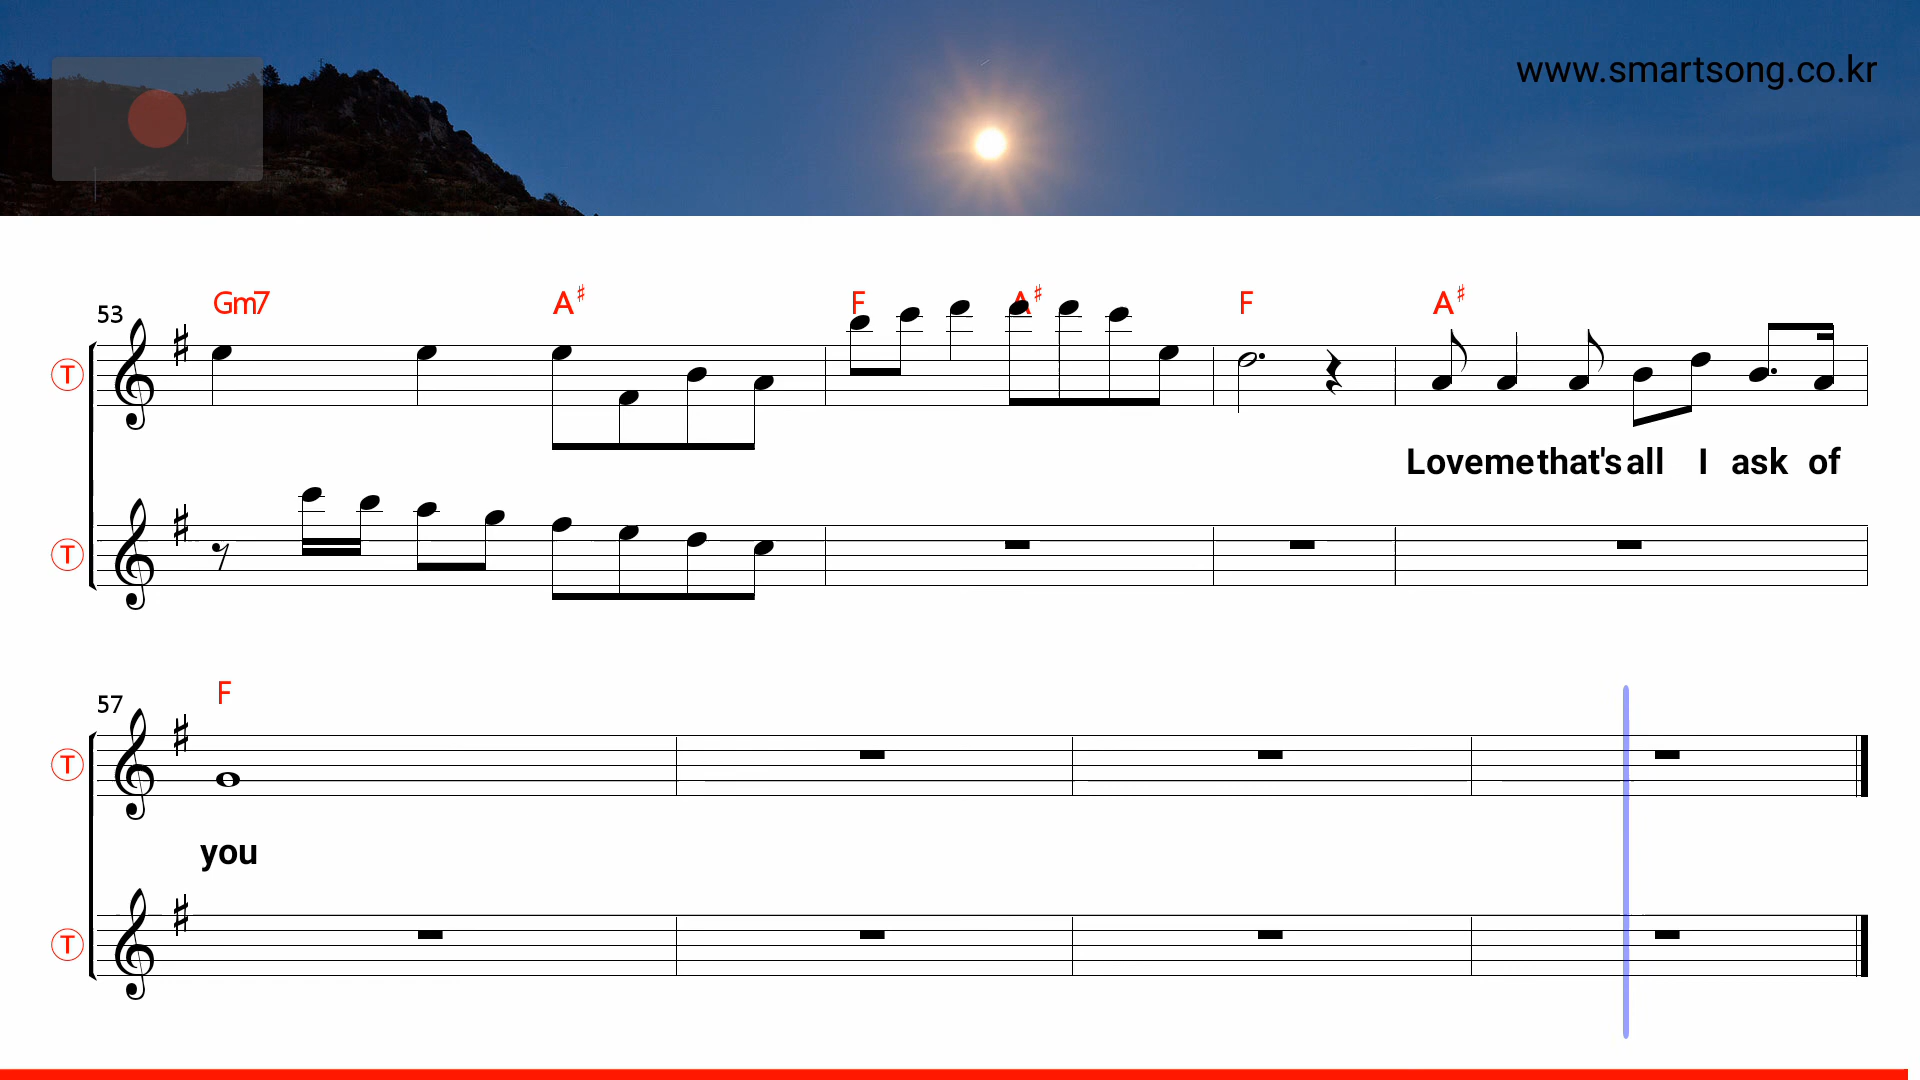 www.smartsong.co.kr
53 Gm7 A♯ F A♯ F A♯
T
Love me that's all I ask of
T
57 F
T
you
T